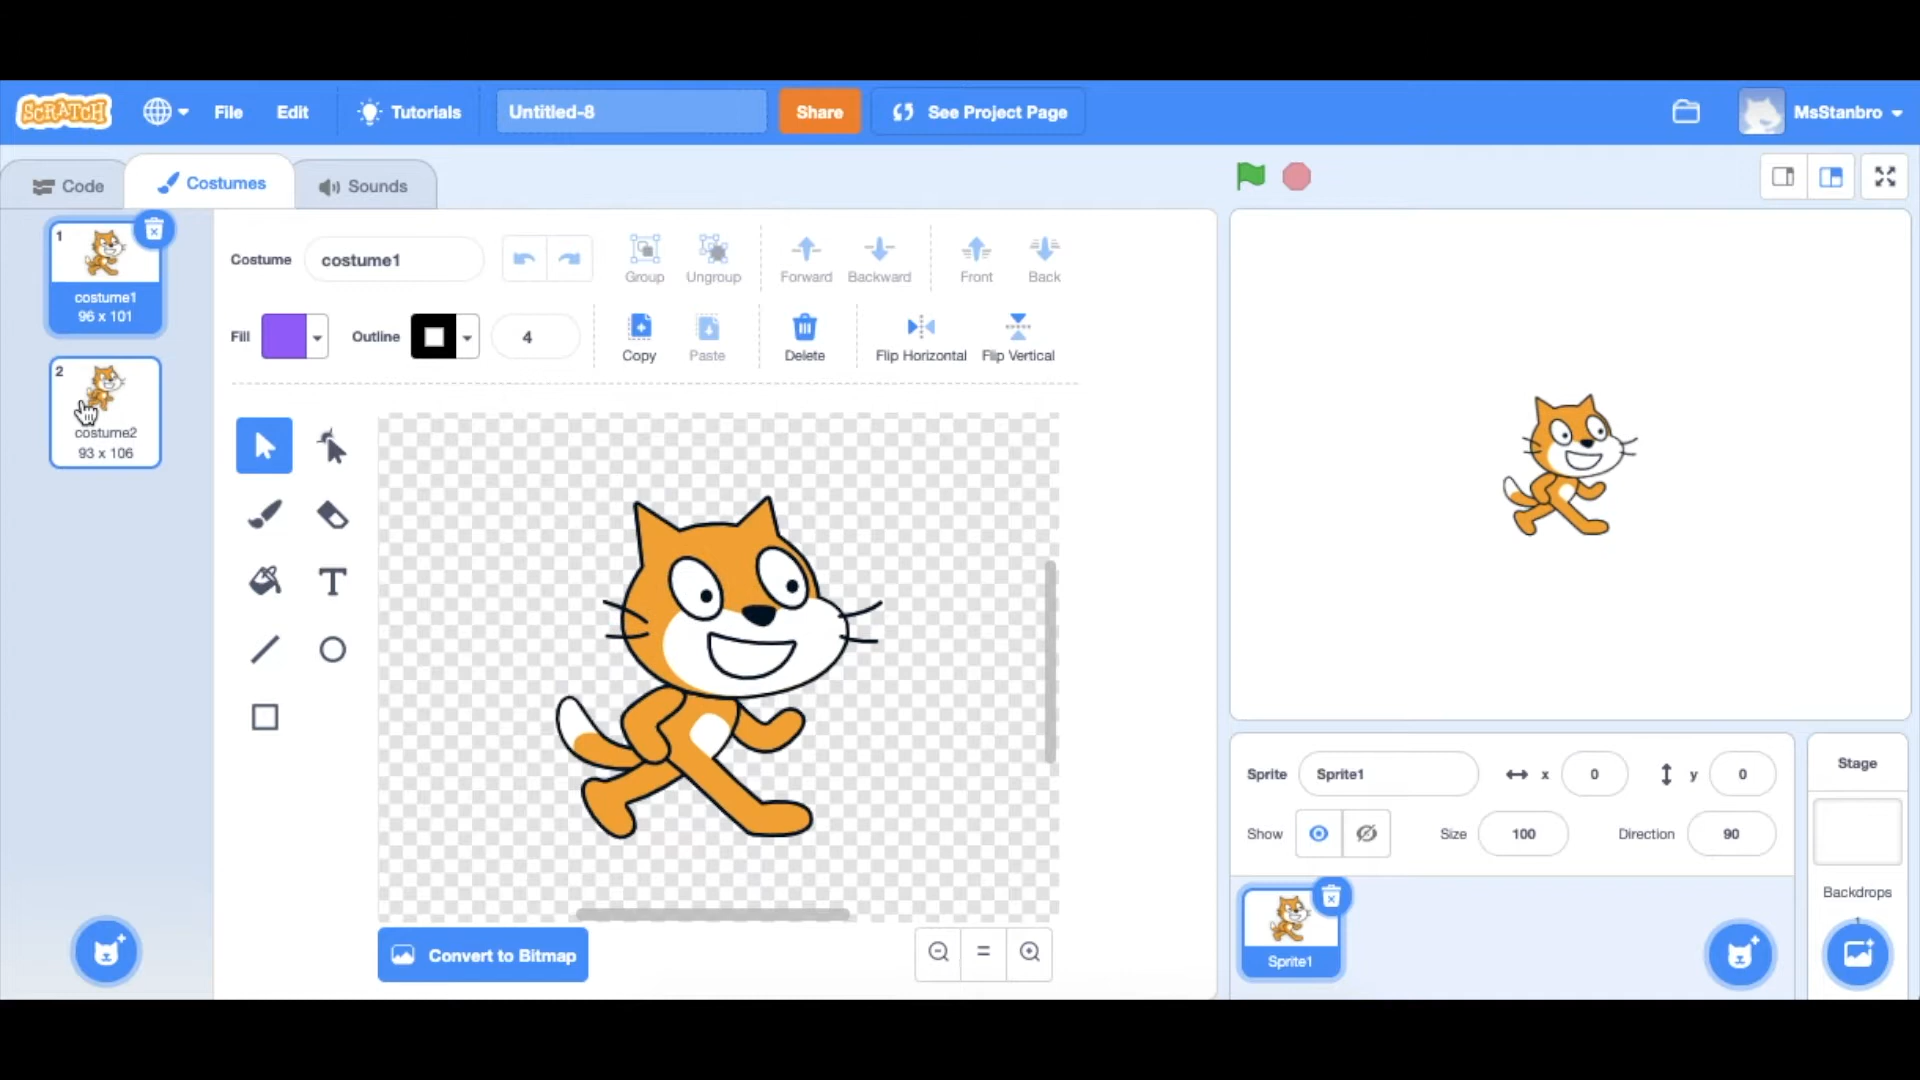 SCRATCH File Edit Tutorials Untitled-8 Share See Project Page MsStanbro
Code Costumes Sounds
1
costume1
96 x 101
2
costume2
93 x 106
Costume costume1 Group Ungroup Forward Backward Front Back
Fill Outline 4 Copy Paste Delete Flip Horizontal Flip Vertical
T
Convert to Bitmap =
Sprite Sprite1 x 0 y 0
Show Size 100 Direction 90
Sprite1
Stage
Backdrops
1